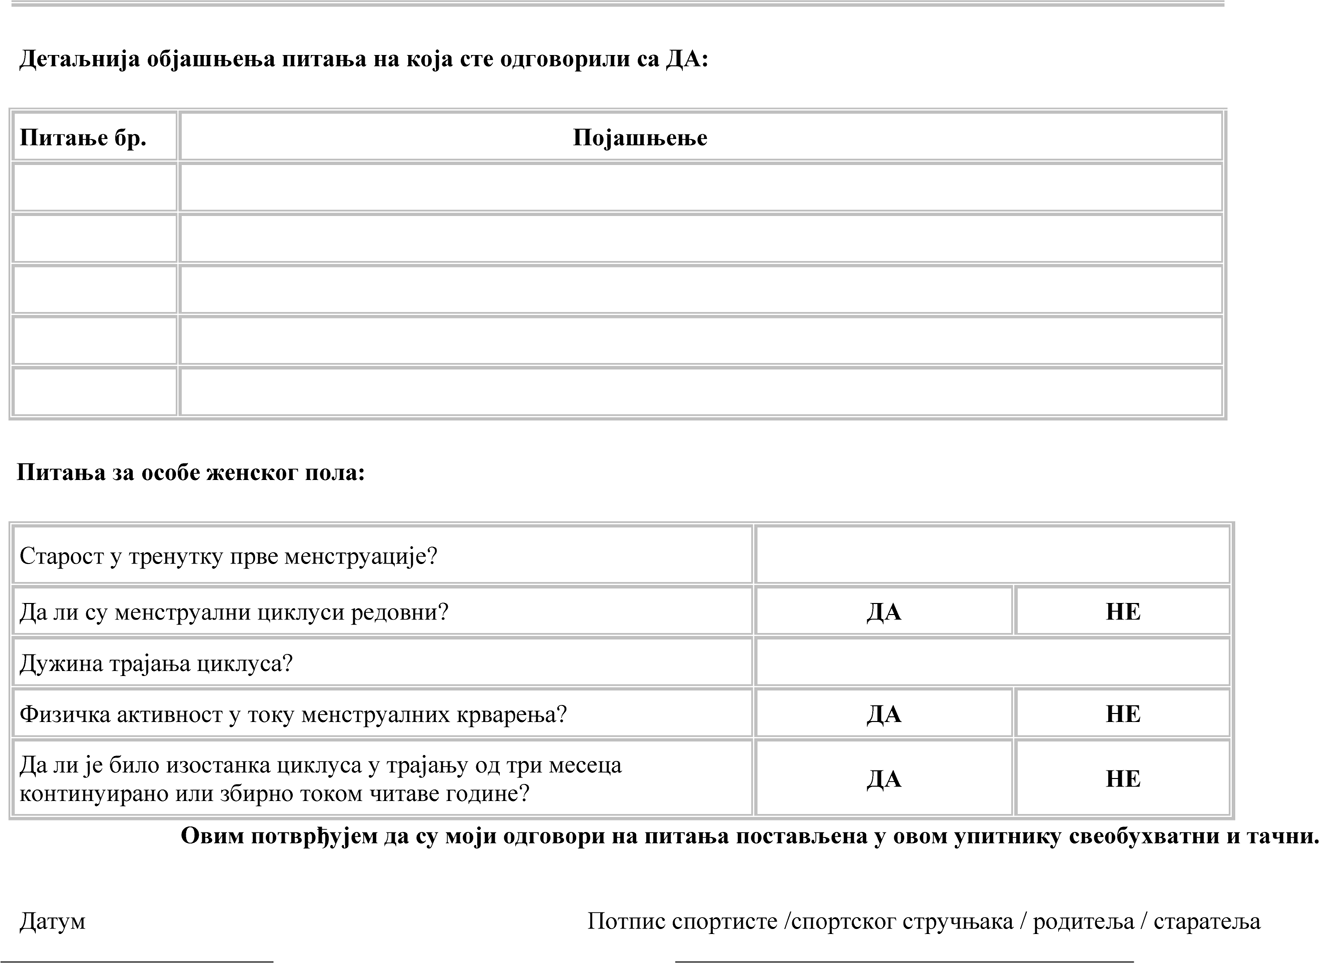 Детаљнија објашњења питања на која сте одговорили са ДА:
Питање бр. Појашњење
Питања за особе женског пола:
Старост у тренутку прве менструације?
Да ли су менструални циклуси редовни? ДА НЕ
Дужина трајања циклуса?
Физичка активност у току менструалних крварења? ДА НЕ
Да ли је било изостанка циклуса у трајању од три месеца
континуирано или збирно током читаве године? ДА НЕ
Овим потврђујем да су моји одговори на питања постављена у овом упитнику свеобухватни и тачни.
Датум Потпис спортисте /спортског стручњака / родитеља / старатеља